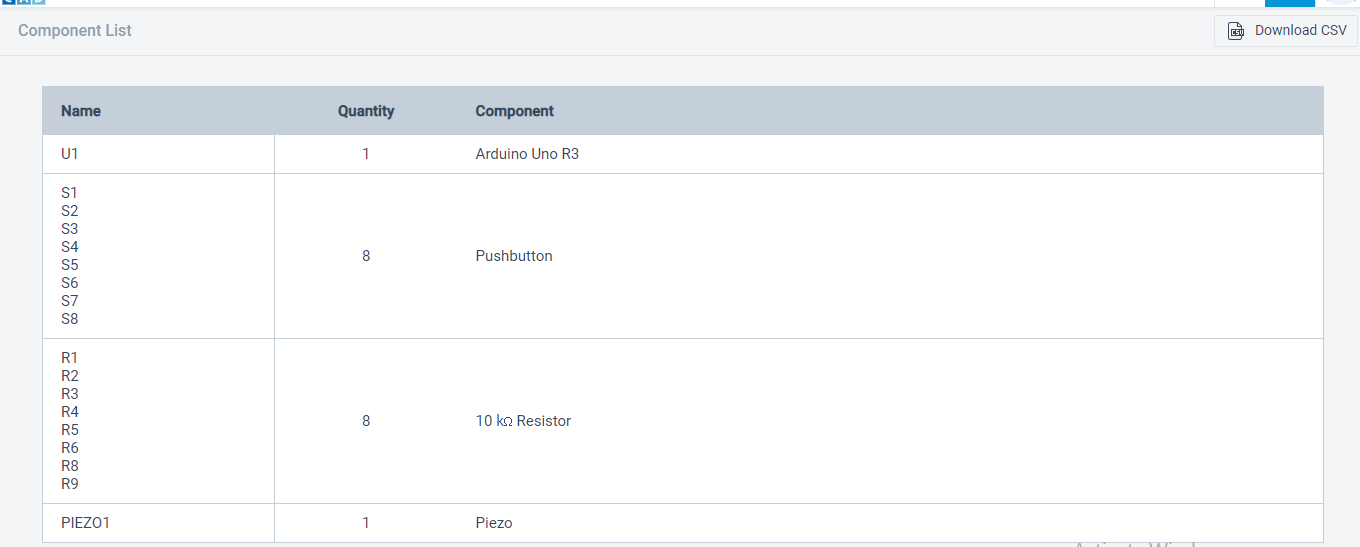 Component List
Download CSV
Name Quantity Component
U1 1 Arduino Uno R3
S1
S2
S3
S4
S5
S6
S7
S8
8 Pushbutton
R1
R2
R3
R4
R5
R6
R8
R9
8 10 kΩ Resistor
PIEZO1 1 Piezo